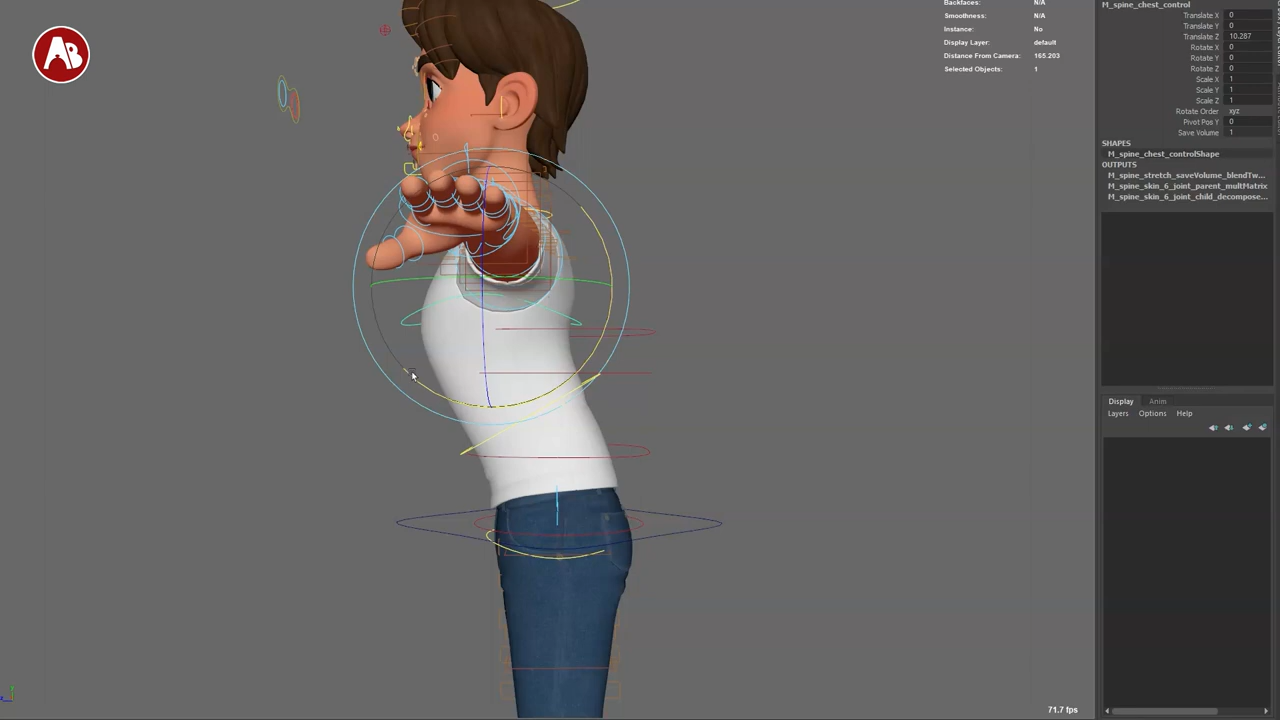 AB
Backfaces: N/A
Smoothness: N/A
Instance: No
Display Layer: default
Distance From Camera: 165.203
Selected Objects: 1
M_spine_chest_control
Translate X 0
Translate Y 0
Translate Z 10.287
Rotate X 0
Rotate Y 0
Rotate Z 0
Scale X 1
Scale Y 1
Scale Z 1
Rotate Order xyz
Pivot Pos Y 0
Save Volume 1
SHAPES
M_spine_chest_controlShape
OUTPUTS
M_spine_stretch_saveVolume_blendTw...
M_spine_skin_6_joint_parent_multMatrix
M_spine_skin_6_joint_child_decompose...
Display Anim
Layers Options Help
71.7 fps